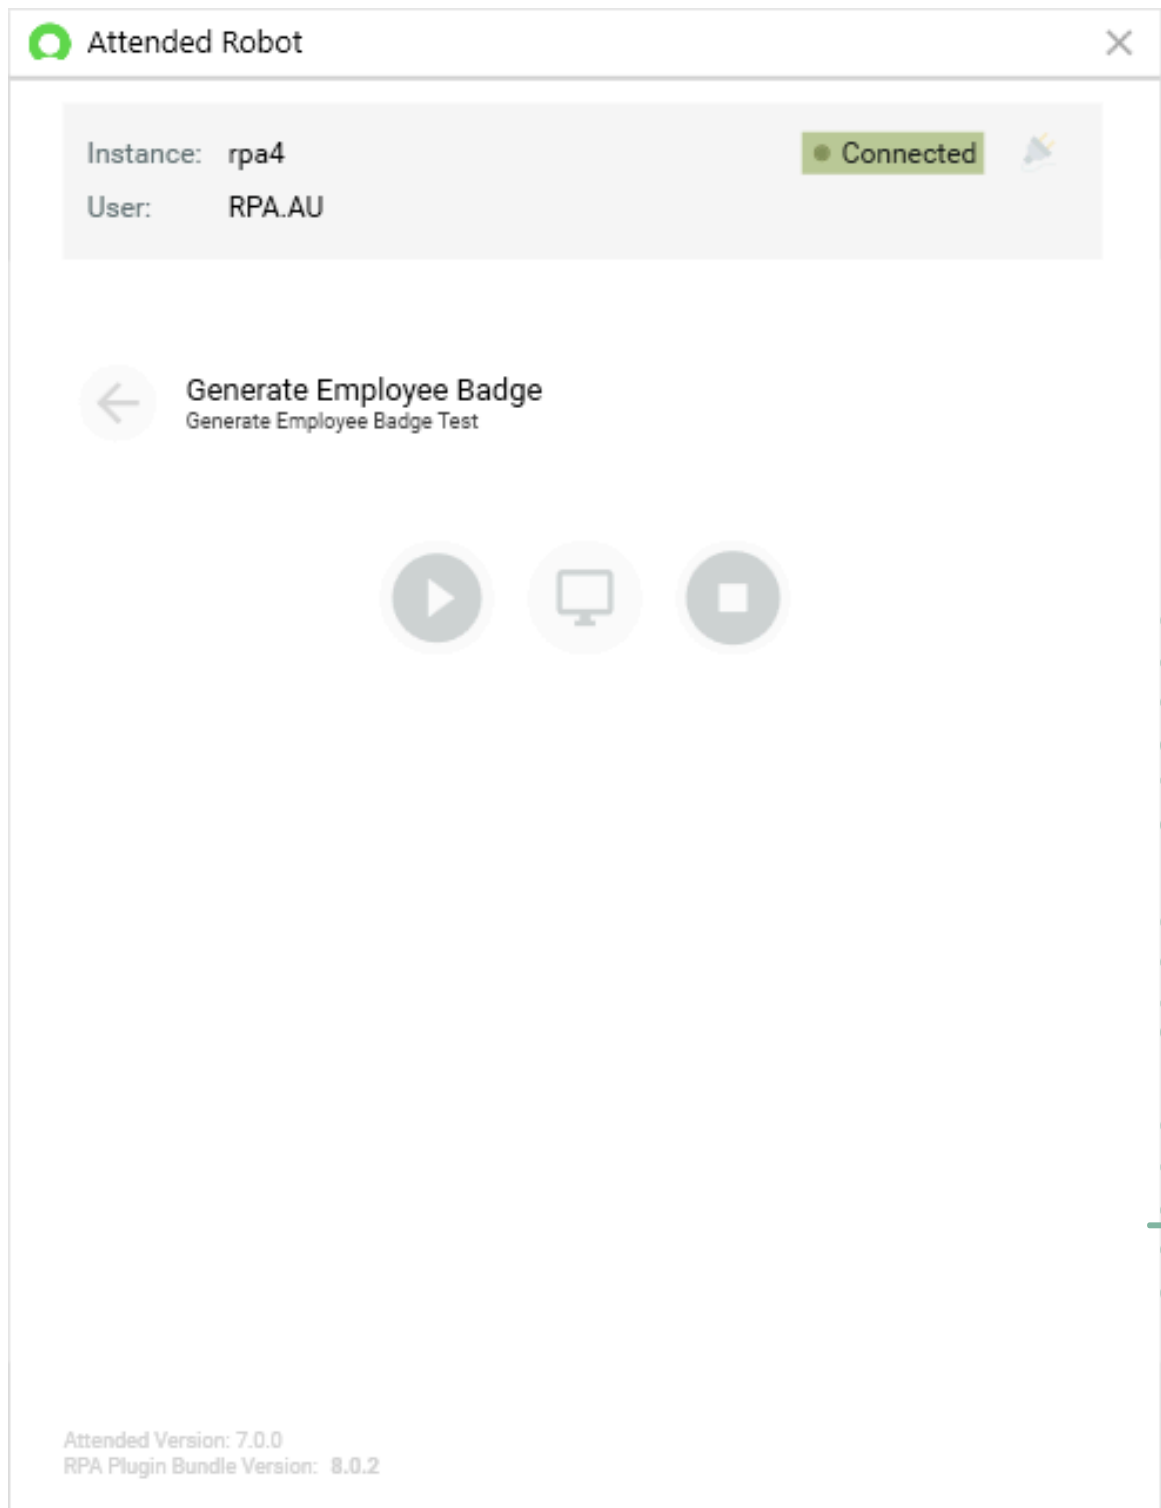 Attended Robot
Instance: rpa4
Connected
User: RPA.AU
Generate Employee Badge
Generate Employee Badge Test
Attended Version: 7.0.0
RPA Plugin Bundle Version: 8.0.2